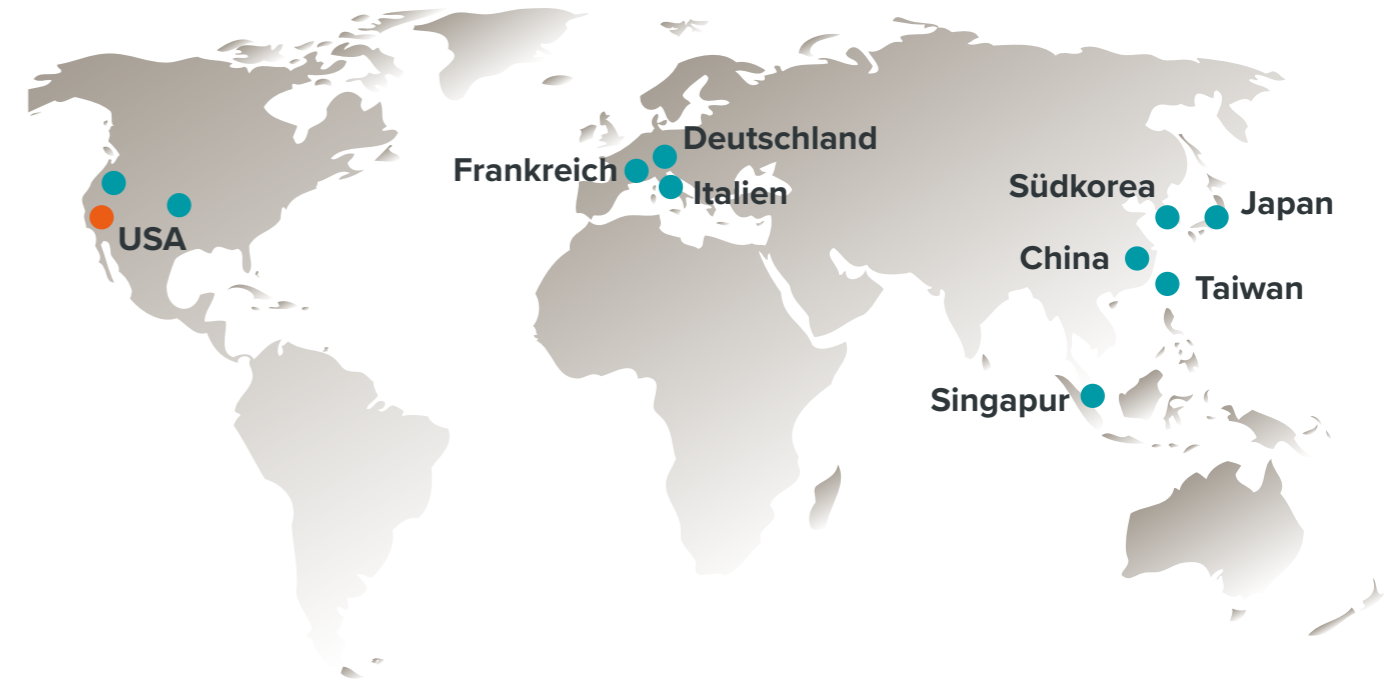 Deutschland
Frankreich
Italien
USA
Südkorea
Japan
China
Taiwan
Singapur